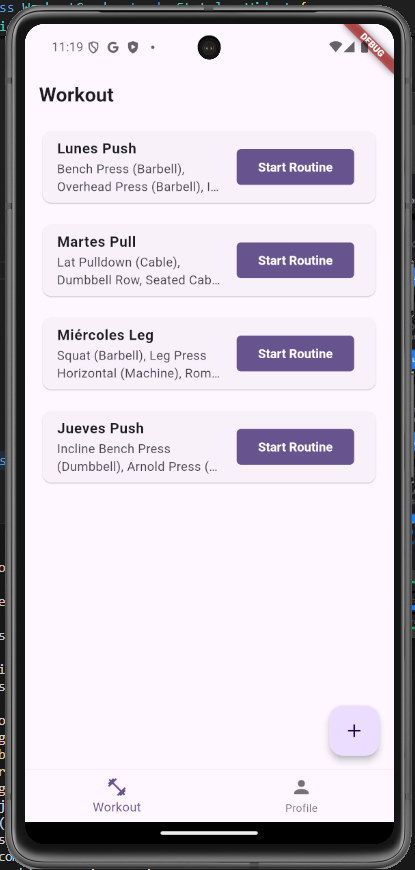 11:19
DEBUG
Workout
Lunes Push
Bench Press (Barbell),
Overhead Press (Barbell), I...
Start Routine
Martes Pull
Lat Pulldown (Cable),
Dumbbell Row, Seated Cab...
Start Routine
Miércoles Leg
Squat (Barbell), Leg Press
Horizontal (Machine), Rom...
Start Routine
Jueves Push
Incline Bench Press
(Dumbbell), Arnold Press (...
Start Routine
+
Workout
Profile